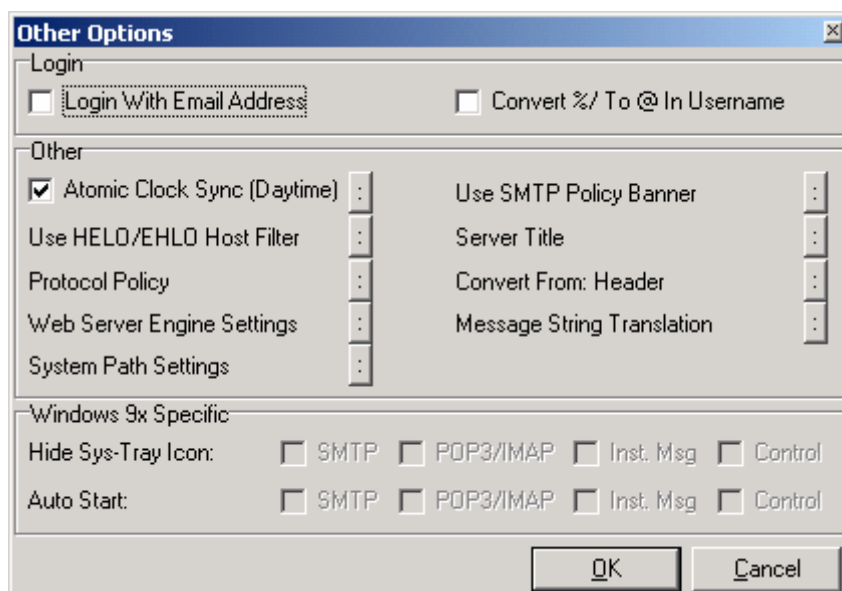 Other Options
Login
Login With Email Address Convert %/ To @ In Username
Other
Atomic Clock Sync (Daytime) : Use SMTP Policy Banner :
Use HELO/EHLO Host Filter : Server Title :
Protocol Policy : Convert From: Header :
Web Server Engine Settings : Message String Translation :
System Path Settings :
Windows 9x Specific
Hide Sys-Tray Icon: SMTP POP3/IMAP Inst. Msg Control
Auto Start: SMTP POP3/IMAP Inst. Msg Control
OK Cancel